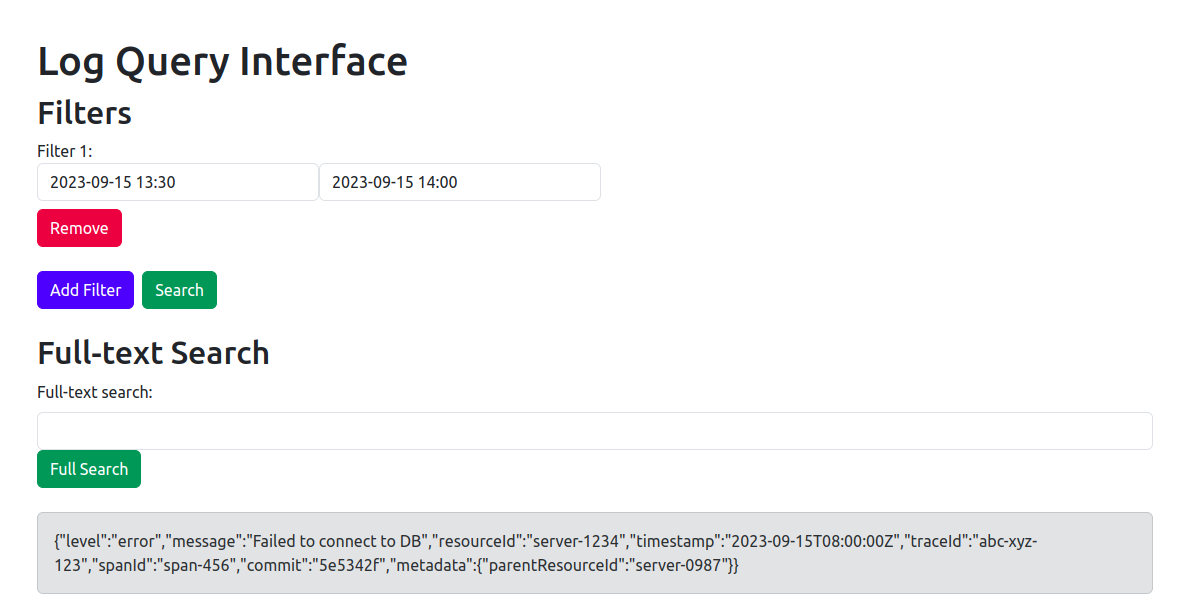 Log Query Interface
Filters
Filter 1:
2023-09-15 13:30 2023-09-15 14:00
Remove
Add Filter Search
Full-text Search
Full-text search:
Full Search
{"level":"error","message":"Failed to connect to DB","resourceId":"server-1234","timestamp":"2023-09-15T08:00:00Z","traceId":"abc-xyz-
123","spanId":"span-456","commit":"5e5342f","metadata":{"parentResourceId":"server-0987"}}